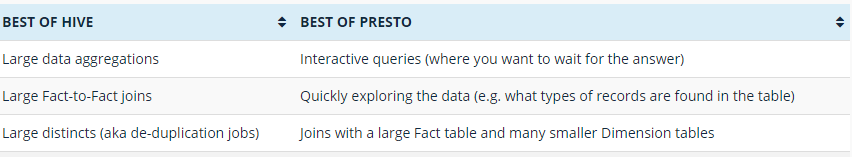 BEST OF HIVE BEST OF PRESTO
Large data aggregations Interactive queries (where you want to wait for the answer)
Large Fact-to-Fact joins Quickly exploring the data (e.g. what types of records are found in the table)
Large distincts (aka de-duplication jobs) Joins with a large Fact table and many smaller Dimension tables